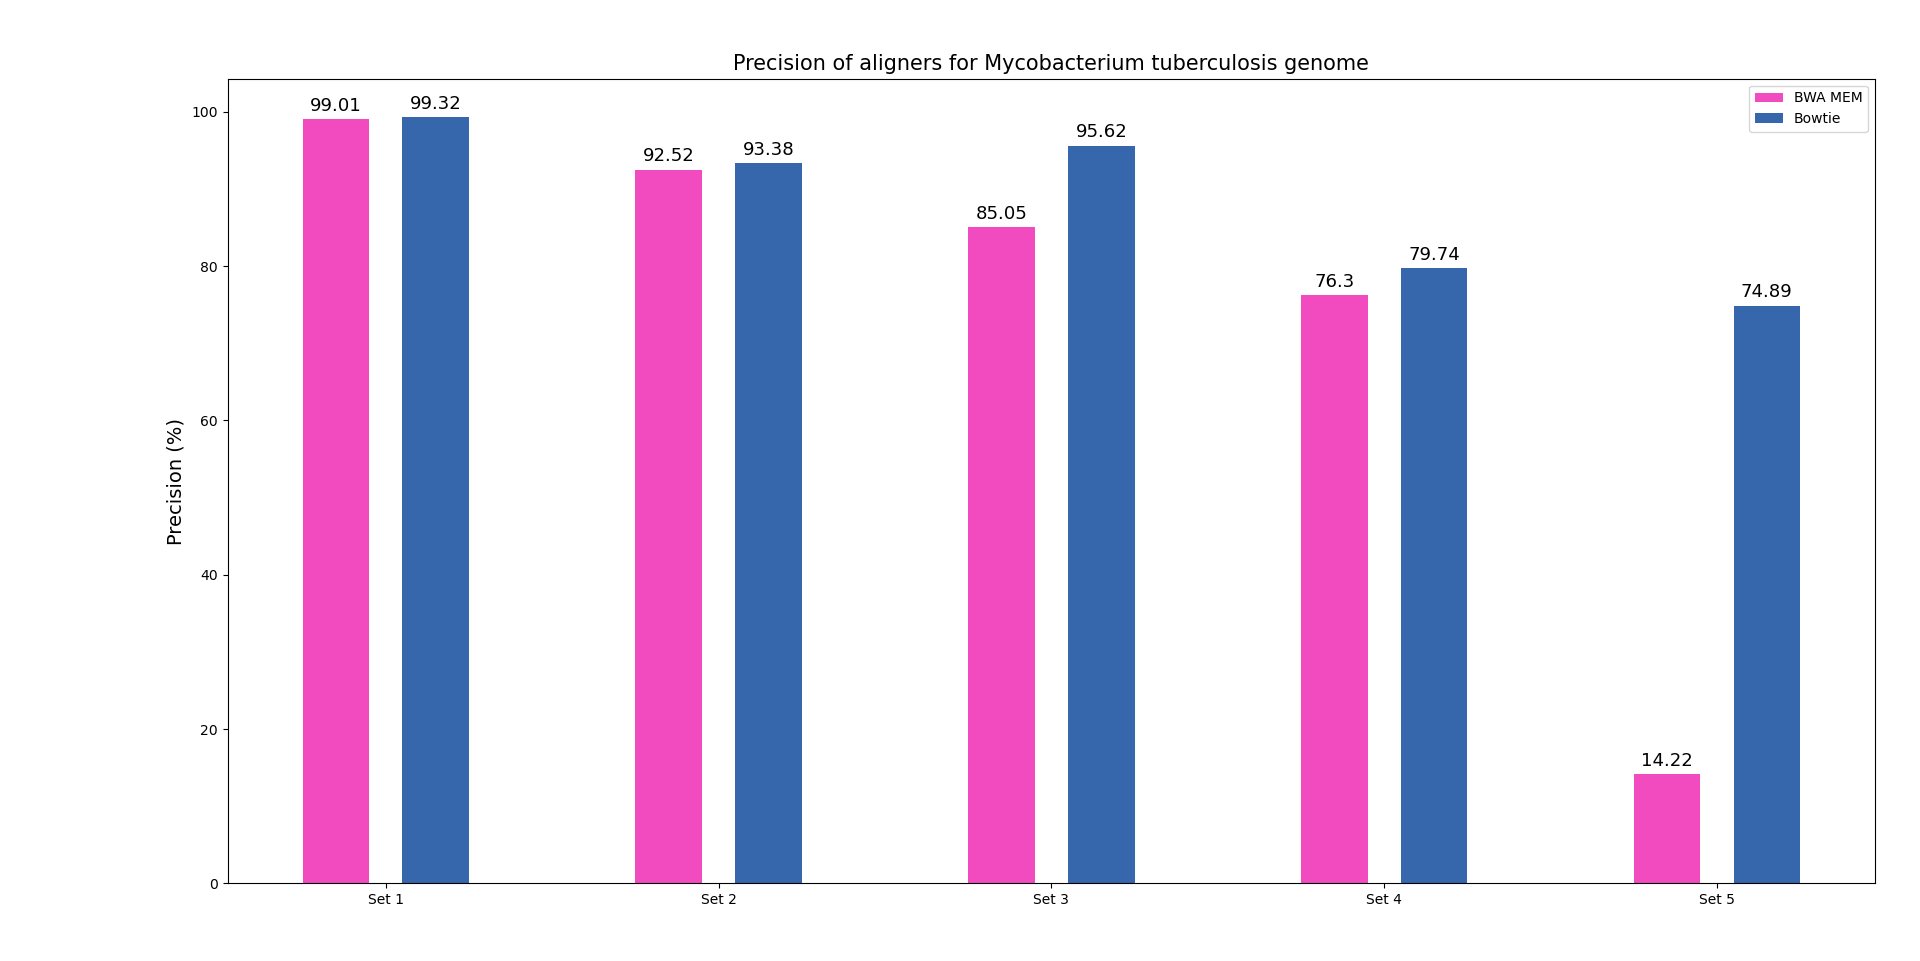 Precision of aligners for Mycobacterium tuberculosis genome
BWA MEM
Bowtie
99.01
99.32
92.52
93.38
85.05
95.62
76.3
79.74
14.22
74.89
Precision (%)
100
80
60
40
20
0
Set 1
Set 2
Set 3
Set 4
Set 5